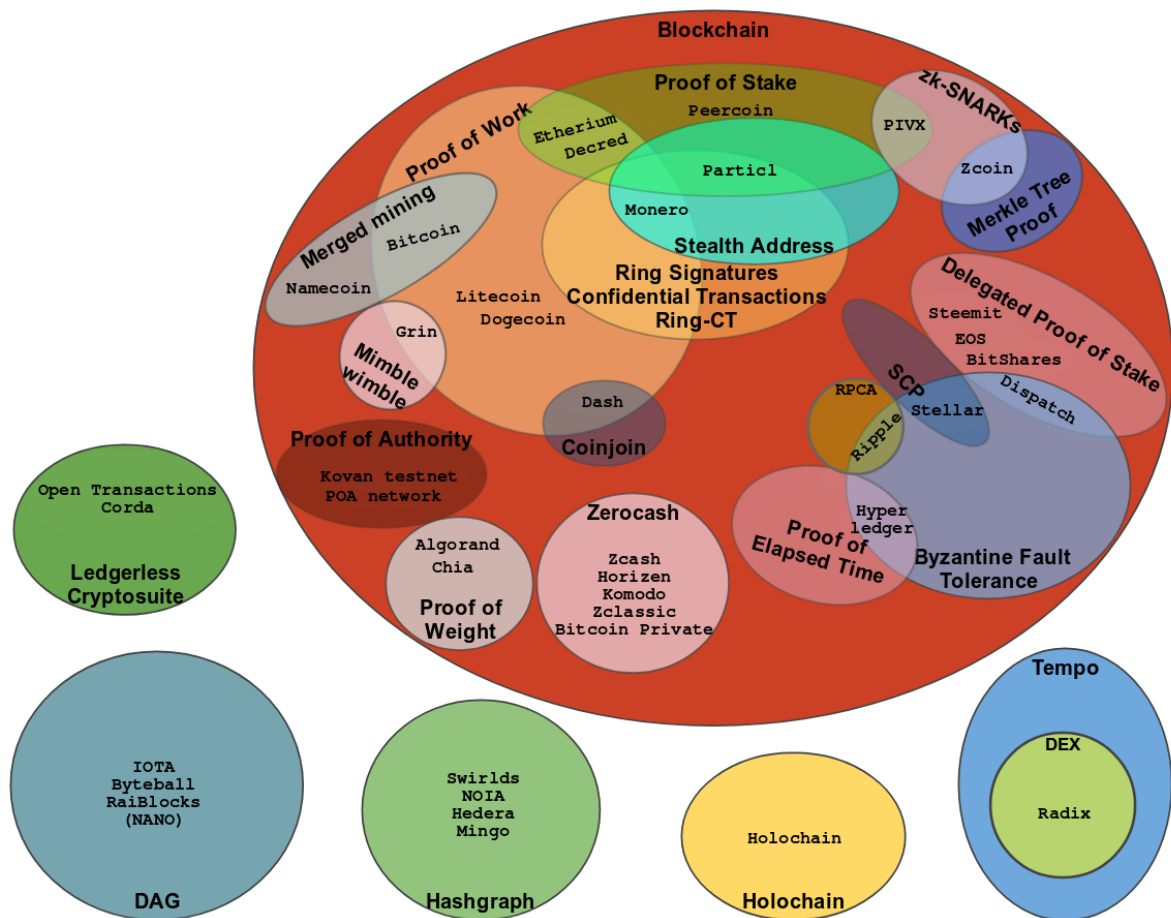 Blockchain
Proof of Stake
Peercoin
zk-SNARKs
PIVX
Zcoin
Merkle Tree
Proof
Proof of Work
Etherium
Decred
Particl
Monero
Stealth Address
Ring Signatures
Confidential Transactions
Ring-CT
Merged mining
Bitcoin
Namecoin
Litecoin
Dogecoin
Grin
Mimble
wimble
Dash
Coinjoin
Delegated Proof of Stake
Steemit
EOS
BitShares
Dispatch
SCP
Stellar
RPCA
Ripple
Proof of Authority
Kovan testnet
POA network
Algorand
Chia
Proof of
Weight
Zerocash
Zcash
Horizen
Komodo
Zclassic
Bitcoin Private
Hyper
ledger
Proof of
Elapsed Time
Byzantine Fault
Tolerance
Open Transactions
Corda
Ledgerless
Cryptosuite
IOTA
Byteball
RaiBlocks
(NANO)
DAG
Swirlds
NOIA
Hedera
Mingo
Hashgraph
Holochain
Holochain
Tempo
DEX
Radix